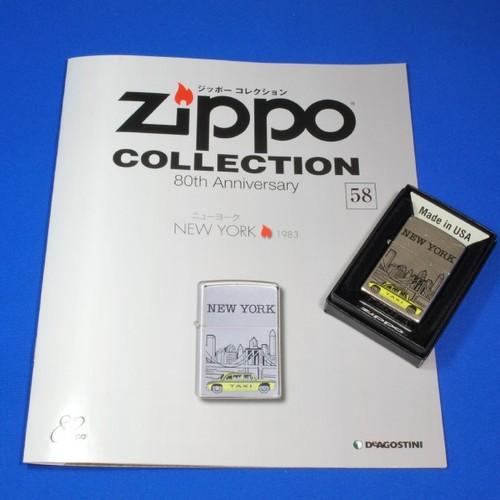 ジッポー コレクション
Zippo
COLLECTION
80th Anniversary
58
ニューヨーク
NEW YORK 1983
NEW YORK
TAXI
DEAGOSTINI
Made in USA
NEW YORK
TAXI
zippo